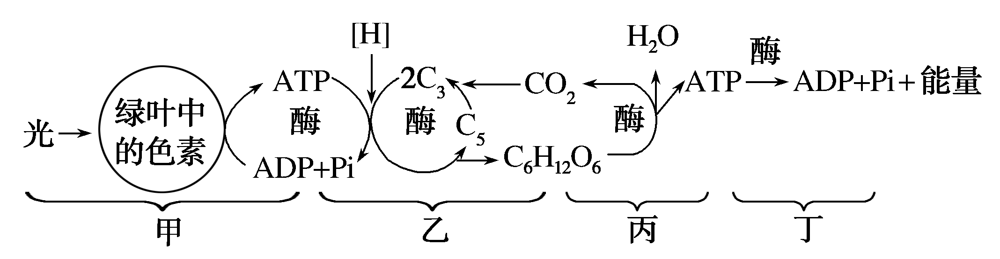 [H]
H₂O
酶
ATP
2C₃
CO₂
ATP
ADP+Pi+能量
绿叶中
的色素
酶
酶
C₅
酶
光
ADP+Pi
C₆H₁₂O₆
甲
乙
丙
丁